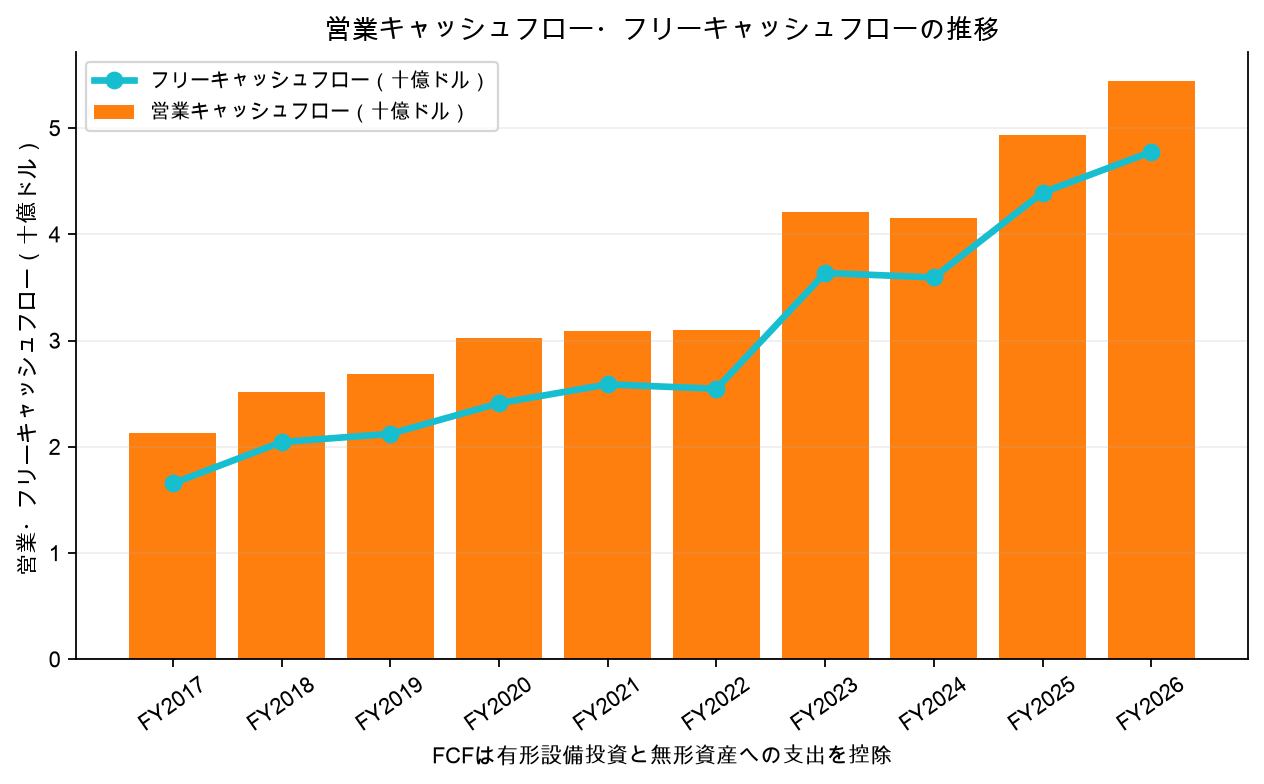 営業キャッシュフロー・フリーキャッシュフローの推移
フリーキャッシュフロー(十億ドル)
営業キャッシュフロー(十億ドル)
営業・フリーキャッシュフロー(十億ドル)
5
4
3
2
1
0
FY2017
FY2018
FY2019
FY2020
FY2021
FY2022
FY2023
FY2024
FY2025
FY2026
FCFは有形設備投資と無形資産への支出を控除